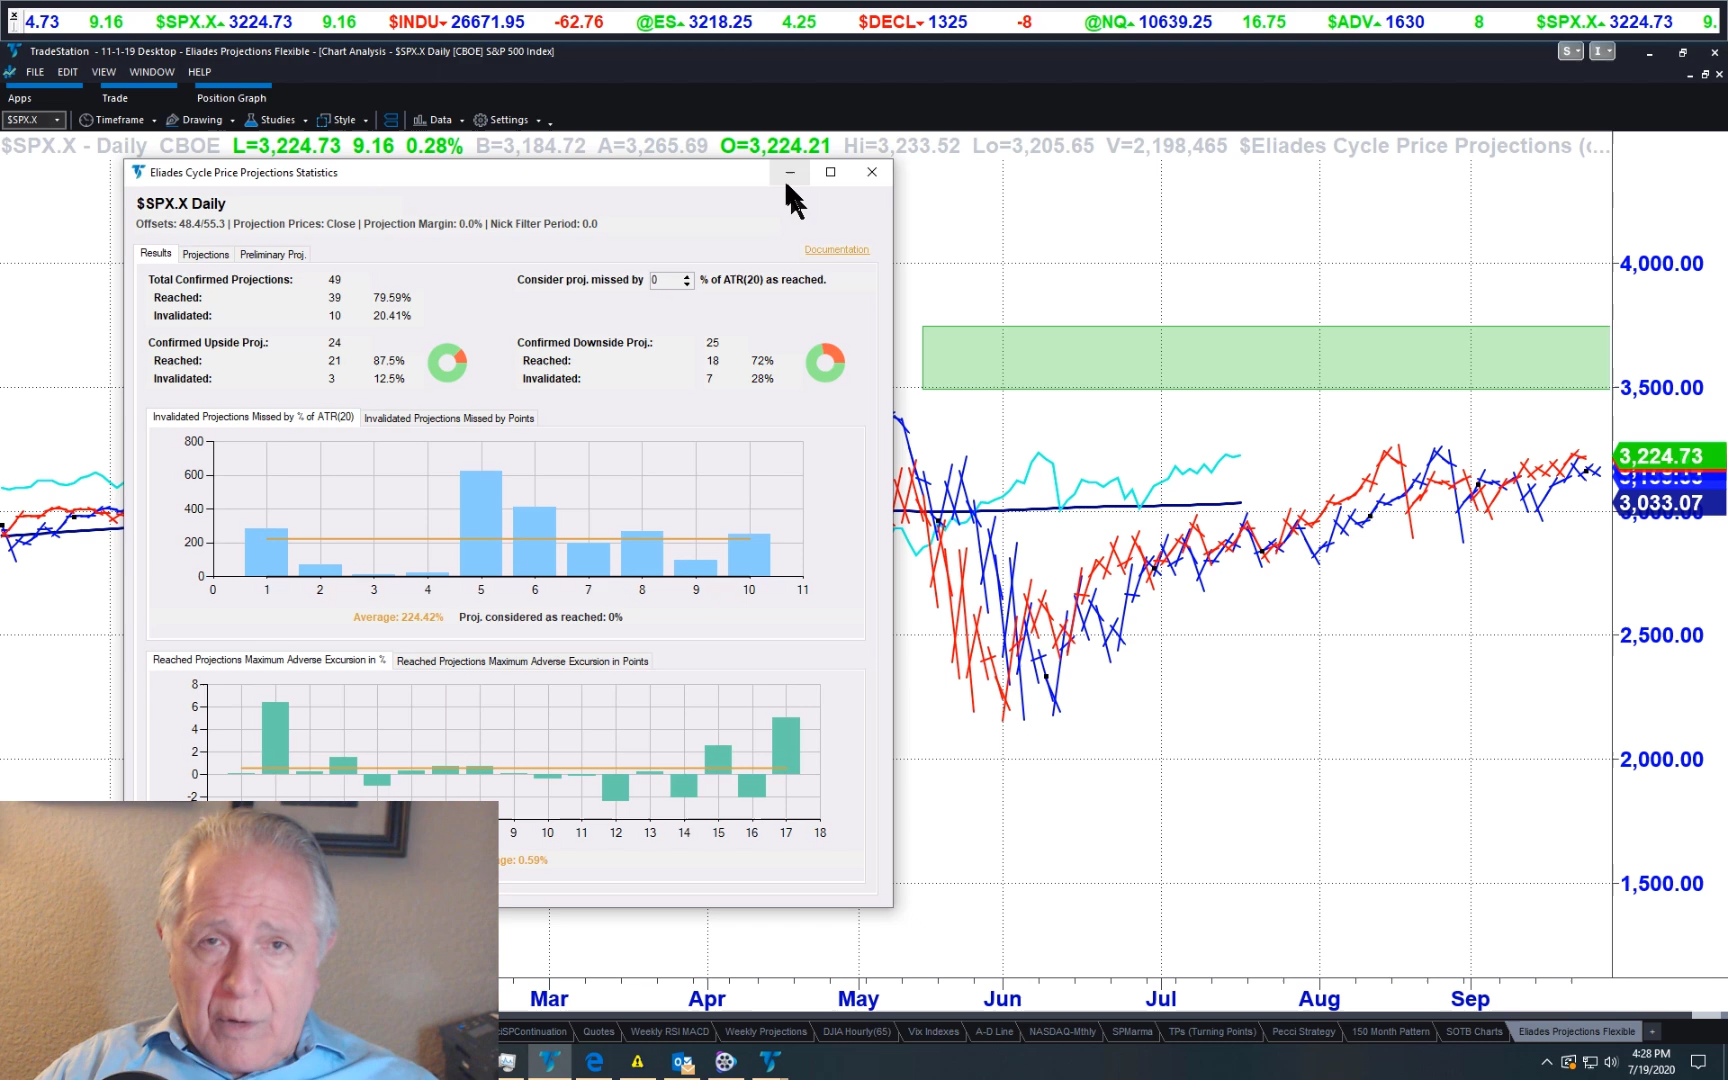 4.73 9.16 $SPX.X 3224.73 9.16 $INDU 26671.95 -62.76 @ES 3218.25 4.25 $DECL 1325 -8 @NQ 10639.25 16.75 $ADV 1630 8 $SPX.X 3224.73 9.
TradeStation - 11-1-19 Desktop - Eliades Projections Flexible - [Chart Analysis - $SPX.X Daily [CBOE] S&P 500 Index]
S I
FILE EDIT VIEW WINDOW HELP
Apps Trade Position Graph
$SPX.X Timeframe Drawing Studies Style Data Settings
$SPX.X - Daily CBOE L=3,224.73 9.16 0.28% B=3,184.72 A=3,265.69 O=3,224.21 Hi=3,233.52 Lo=3,205.65 V=2,198,465 $Eliades Cycle Price Projections (c...
Eliades Cycle Price Projections Statistics
$SPX.X Daily
Offsets: 48.4/55.3 | Projection Prices: Close | Projection Margin: 0.0% | Nick Filter Period: 0.0
Documentation
Results Projections Preliminary Proj.
Total Confirmed Projections: 49
Consider proj. missed by 0 % of ATR(20) as reached.
Reached: 39 79.59%
Invalidated: 10 20.41%
Confirmed Upside Proj.: 24
Reached: 21 87.5%
Invalidated: 3 12.5%
Confirmed Downside Proj.: 25
Reached: 18 72%
Invalidated: 7 28%
Invalidated Projections Missed by % of ATR(20) Invalidated Projections Missed by Points
800
600
400
200
0
0 1 2 3 4 5 6 7 8 9 10 11
Average: 224.42% Proj. considered as reached: 0%
Reached Projections Maximum Adverse Excursion in % Reached Projections Maximum Adverse Excursion in Points
8
6
4
2
0
-2
9 10 11 12 13 14 15 16 17 18
ge: 0.59%
4,000.00
3,500.00
3,224.73
3,033.07
2,500.00
2,000.00
1,500.00
Mar Apr May Jun Jul Aug Sep
SPContinuation Quotes Weekly RSI MACD Weekly Projections DJIA Hourly(65) Vix Indexes A-D Line NASDAQ-Mthly SPMarma TPs (Turning Points) Pecci Strategy 150 Month Pattern SOTB Charts Eliades Projections Flexible +
4:28 PM
7/19/2020